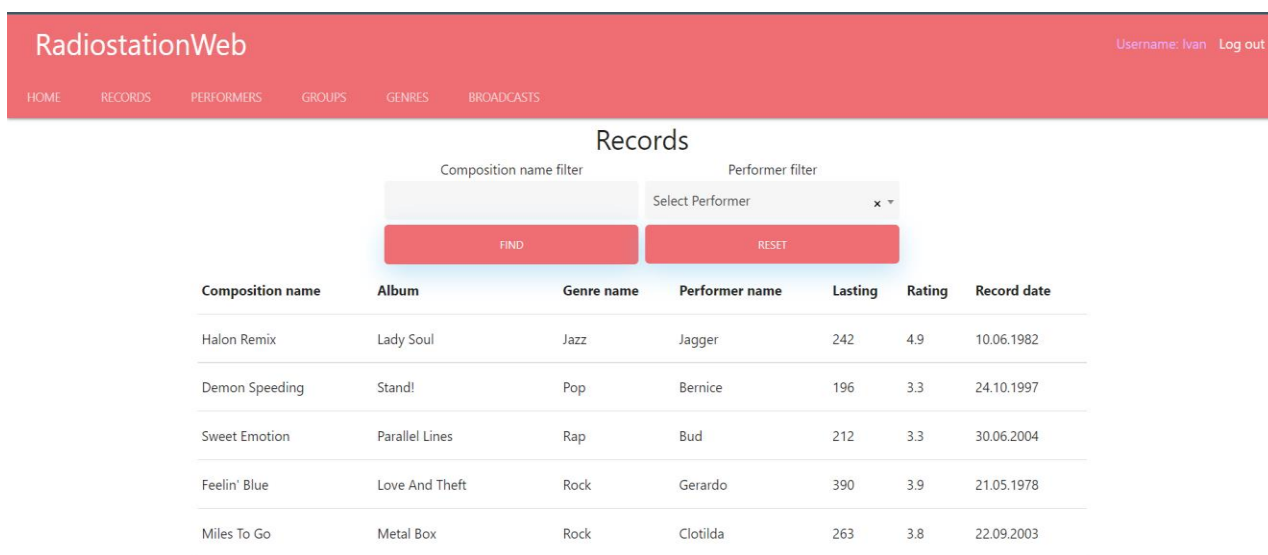 RadiostationWeb
Username: Ivan Log out
HOME RECORDS PERFORMERS GROUPS GENRES BROADCASTS
Records
Composition name filter Performer filter
Select Performer × 
FIND RESET
Composition name Album Genre name Performer name Lasting Rating Record date
Halon Remix Lady Soul Jazz Jagger 242 4.9 10.06.1982
Demon Speeding Stand! Pop Bernice 196 3.3 24.10.1997
Sweet Emotion Parallel Lines Rap Bud 212 3.3 30.06.2004
Feelin' Blue Love And Theft Rock Gerardo 390 3.9 21.05.1978
Miles To Go Metal Box Rock Clotilda 263 3.8 22.09.2003